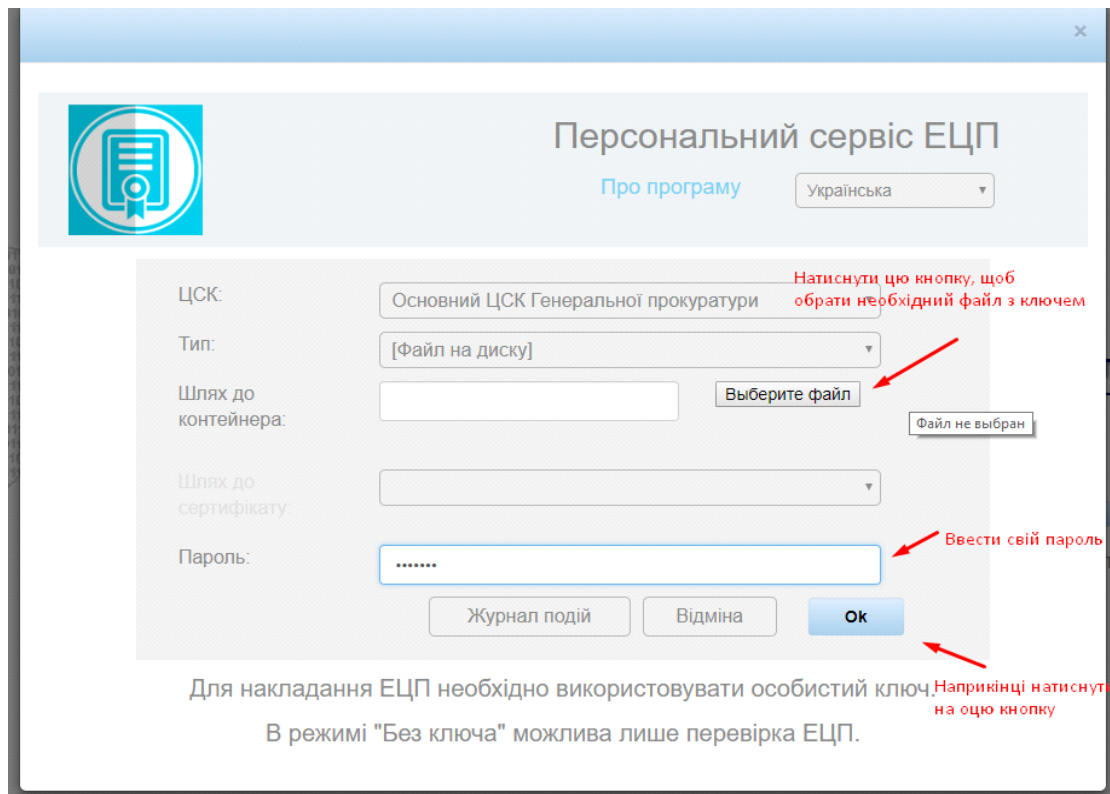 ×
Персональний сервіс ЕЦП
Про програму
Українська
ЦСК:
Основний ЦСК Генеральної прокуратури
Натиснути цю кнопку, щоб
обрати необхідний файл з ключем
Тип:
[Файл на диску]
Шлях до
контейнера:
Выберите файл
Файл не выбран
Шлях до
сертифікату:
Пароль:
•••••••
Ввести свій пароль
Журнал подій
Відміна
Ok
Для накладання ЕЦП необхідно використовувати особистий ключ.
Наприкінці натиснути
на оцю кнопку
В режимі "Без ключа" можлива лише перевірка ЕЦП.